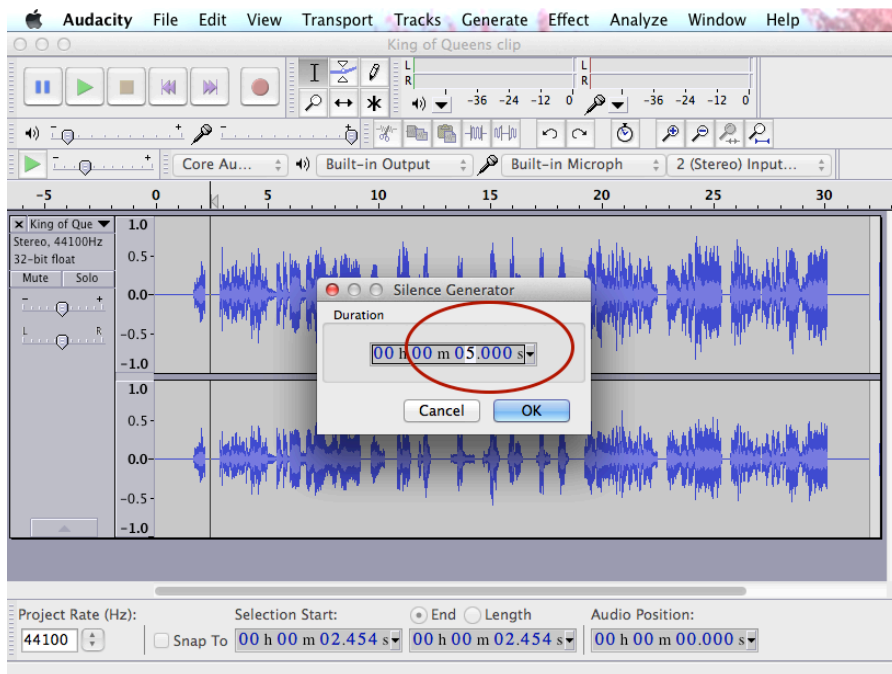 Audacity File Edit View Transport Tracks Generate Effect Analyze Window Help
King of Queens clip
L
R
-36 -24 -12 0
L
R
-36 -24 -12 0
Core Au... Built-in Output Built-in Microph 2 (Stereo) Input...
-5 0 5 10 15 20 25 30
King of Que
Stereo, 44100Hz
32-bit float
Mute Solo
- +
L R
1.0
0.5
0.0
-0.5
-1.0
1.0
0.5
0.0
-0.5
-1.0
Silence Generator
Duration
00 h 00 m 05.000 s
Cancel OK
Project Rate (Hz): Selection Start: End Length Audio Position:
44100 Snap To 00 h 00 m 02.454 s 00 h 00 m 02.454 s 00 h 00 m 00.000 s